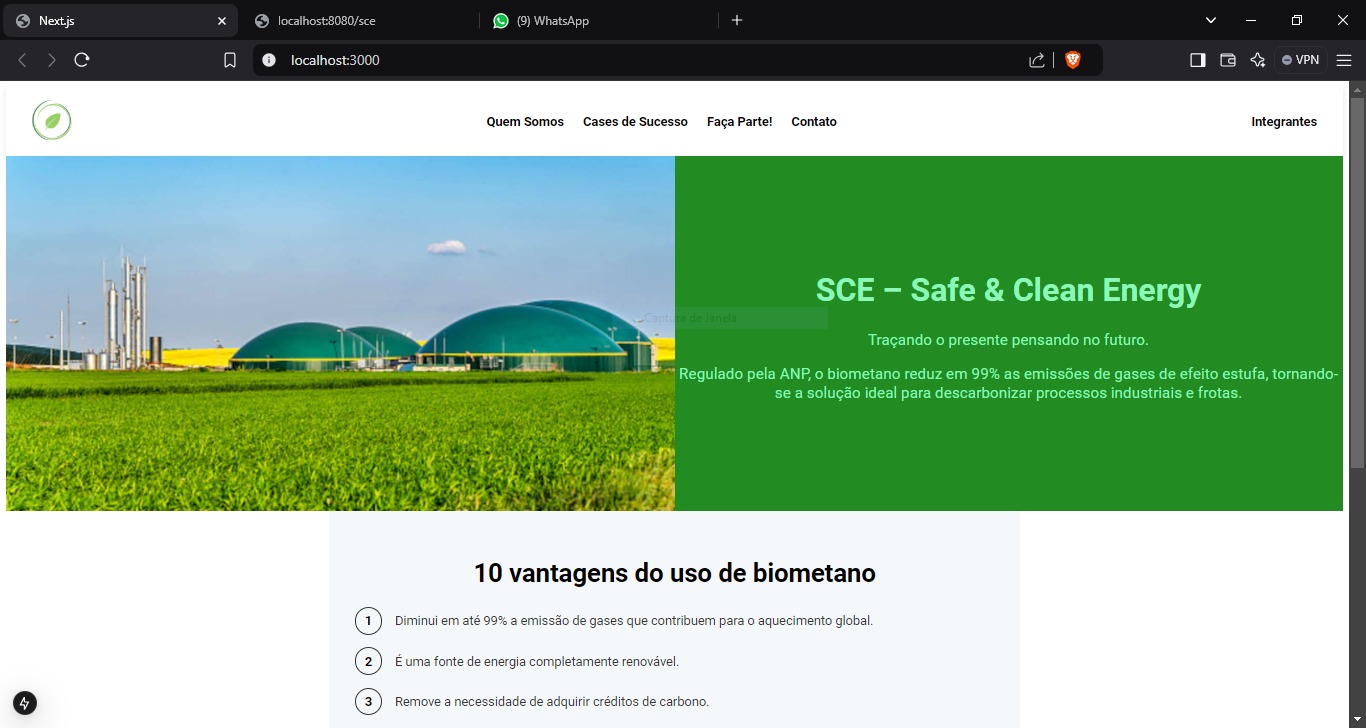 Next.js
localhost:8080/sce
(9) WhatsApp
localhost:3000
VPN
Quem Somos
Cases de Sucesso
Faça Parte!
Contato
Integrantes
SCE – Safe & Clean Energy
Captura de Janela
Traçando o presente pensando no futuro.
Regulado pela ANP, o biometano reduz em 99% as emissões de gases de efeito estufa, tornando-
se a solução ideal para descarbonizar processos industriais e frotas.
10 vantagens do uso de biometano
1 Diminui em até 99% a emissão de gases que contribuem para o aquecimento global.
2 É uma fonte de energia completamente renovável.
3 Remove a necessidade de adquirir créditos de carbono.